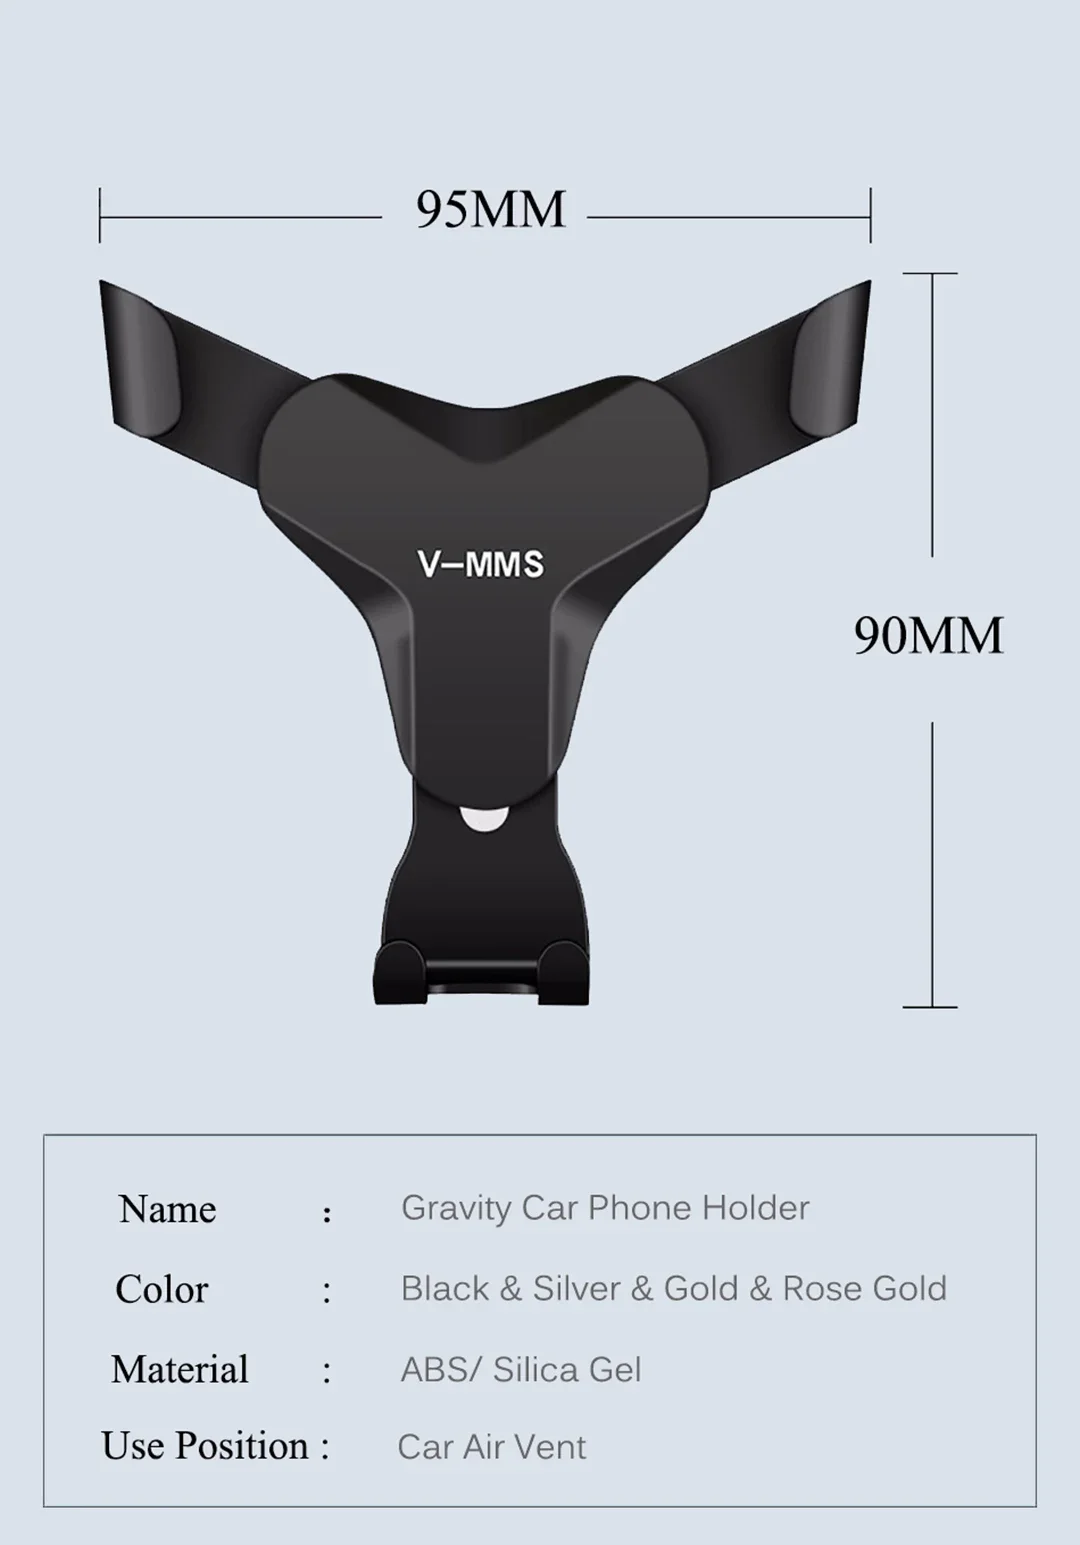 95MM
V-MMS
90MM
Name : Gravity Car Phone Holder
Color : Black & Silver & Gold & Rose Gold
Material : ABS/ Silica Gel
Use Position : Car Air Vent